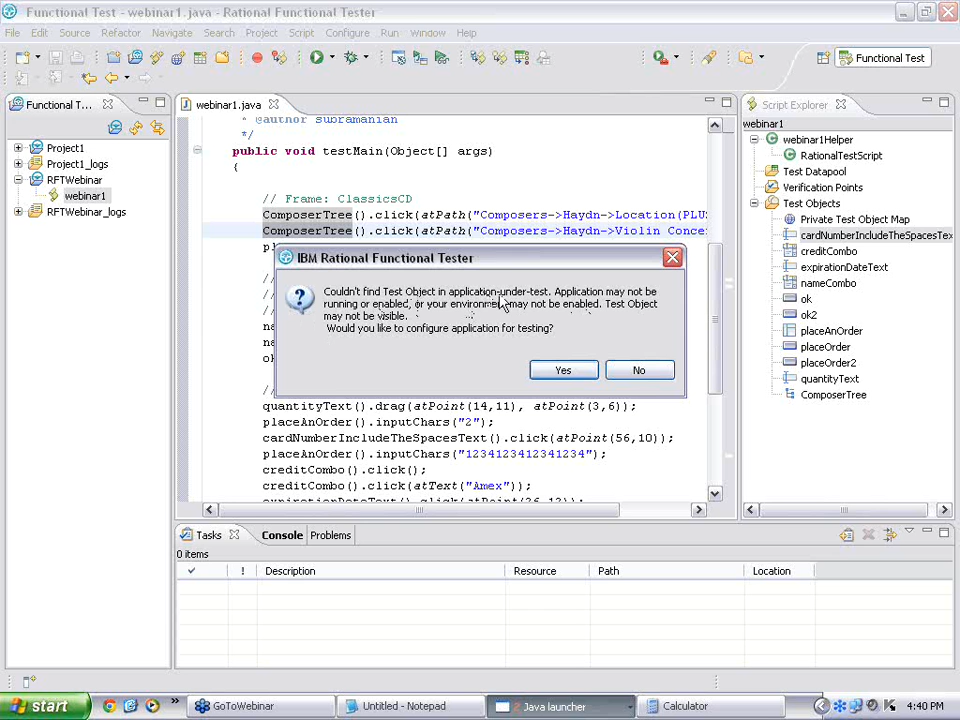 Functional Test - webinar1.java - Rational Functional Tester
File Edit Source Refactor Navigate Search Project Script Configure Run Window Help
Functional Test
Functional T...
webinar1.java
Script Explorer
webinar1
Project1
Project1_logs
RFTWebinar
webinar1
RFTWebinar_logs
* @author subramanian
*/
public void testMain(Object[] args)
{
// Frame: ClassicsCD
ComposerTree().click(atPath("Composers->Haydn->Location(PLUS
ComposerTree().click(atPath("Composers->Haydn->Violin Conce
IBM Rational Functional Tester
Couldn't find Test Object in application-under-test. Application may not be
running or enabled, or your environment may not be enabled. Test Object
may not be visible.
Would you like to configure application for testing?
Yes No
quantityText().drag(atPoint(14,11), atPoint(3,6));
placeAnOrder().inputChars("2");
cardNumberIncludeTheSpacesText().click(atPoint(56,10));
placeAnOrder().inputChars("1234123412341234");
creditCombo().click();
creditCombo().click(atText("Amex"));
expirationDateText().click(atPoint(36,12));
webinar1Helper
RationalTestScript
Test Datapool
Verification Points
Test Objects
Private Test Object Map
cardNumberIncludeTheSpacesTex
creditCombo
expirationDateText
nameCombo
ok
ok2
placeAnOrder
placeOrder
placeOrder2
quantityText
ComposerTree
Tasks Console Problems
0 items
! Description Resource Path Location
start GoToWebinar Untitled - Notepad 2 Java launcher Calculator 4:40 PM